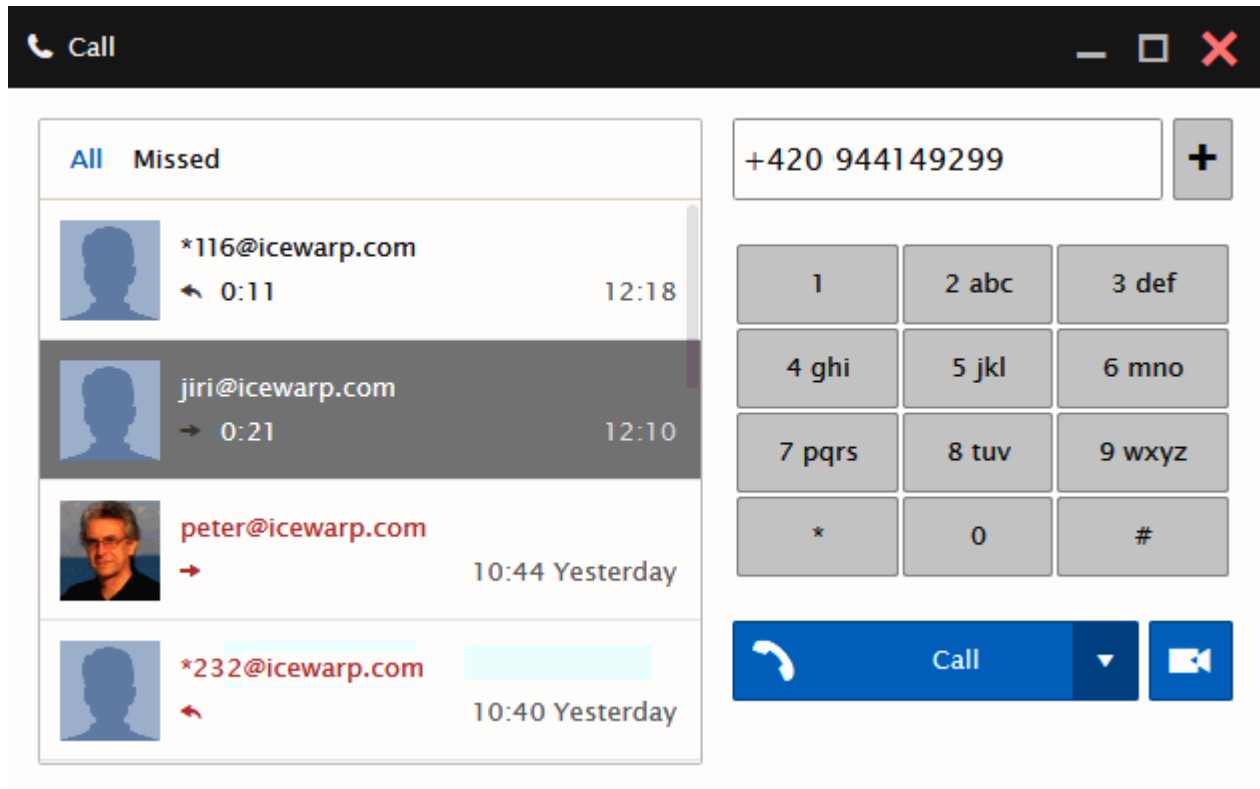 Call
All Missed
*116@icewarp.com
0:11 12:18
jiri@icewarp.com
0:21 12:10
peter@icewarp.com
10:44 Yesterday
*232@icewarp.com
10:40 Yesterday
+420 944149299 +
1 2 abc 3 def
4 ghi 5 jkl 6 mno
7 pqrs 8 tuv 9 wxyz
* 0 #
Call